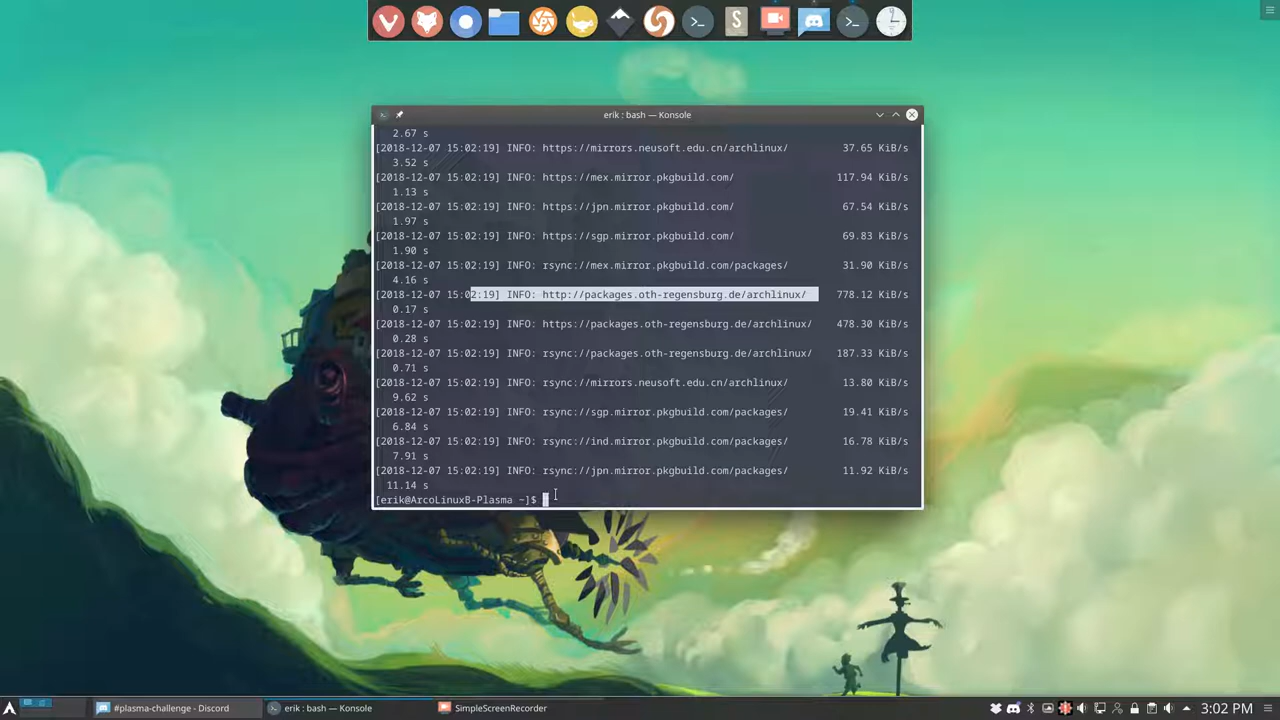 erik : bash — Konsole
2.67 s
[2018-12-07 15:02:19] INFO: https://mirrors.neusoft.edu.cn/archlinux/ 37.65 KiB/s
3.52 s
[2018-12-07 15:02:19] INFO: https://mex.mirror.pkgbuild.com/ 117.94 KiB/s
1.13 s
[2018-12-07 15:02:19] INFO: https://jpn.mirror.pkgbuild.com/ 67.54 KiB/s
1.97 s
[2018-12-07 15:02:19] INFO: https://sgp.mirror.pkgbuild.com/ 69.83 KiB/s
1.90 s
[2018-12-07 15:02:19] INFO: rsync://mex.mirror.pkgbuild.com/packages/ 31.90 KiB/s
4.16 s
[2018-12-07 15:02:19] INFO: http://packages.oth-regensburg.de/archlinux/ 778.12 KiB/s
0.17 s
[2018-12-07 15:02:19] INFO: https://packages.oth-regensburg.de/archlinux/ 478.30 KiB/s
0.28 s
[2018-12-07 15:02:19] INFO: rsync://packages.oth-regensburg.de/archlinux/ 187.33 KiB/s
0.71 s
[2018-12-07 15:02:19] INFO: rsync://mirrors.neusoft.edu.cn/archlinux/ 13.80 KiB/s
9.62 s
[2018-12-07 15:02:19] INFO: rsync://sgp.mirror.pkgbuild.com/packages/ 19.41 KiB/s
6.84 s
[2018-12-07 15:02:19] INFO: rsync://ind.mirror.pkgbuild.com/packages/ 16.78 KiB/s
7.91 s
[2018-12-07 15:02:19] INFO: rsync://jpn.mirror.pkgbuild.com/packages/ 11.92 KiB/s
11.14 s
[erik@ArcoLinuxB-Plasma ~]$
#plasma-challenge - Discord
erik : bash — Konsole
SimpleScreenRecorder
3:02 PM